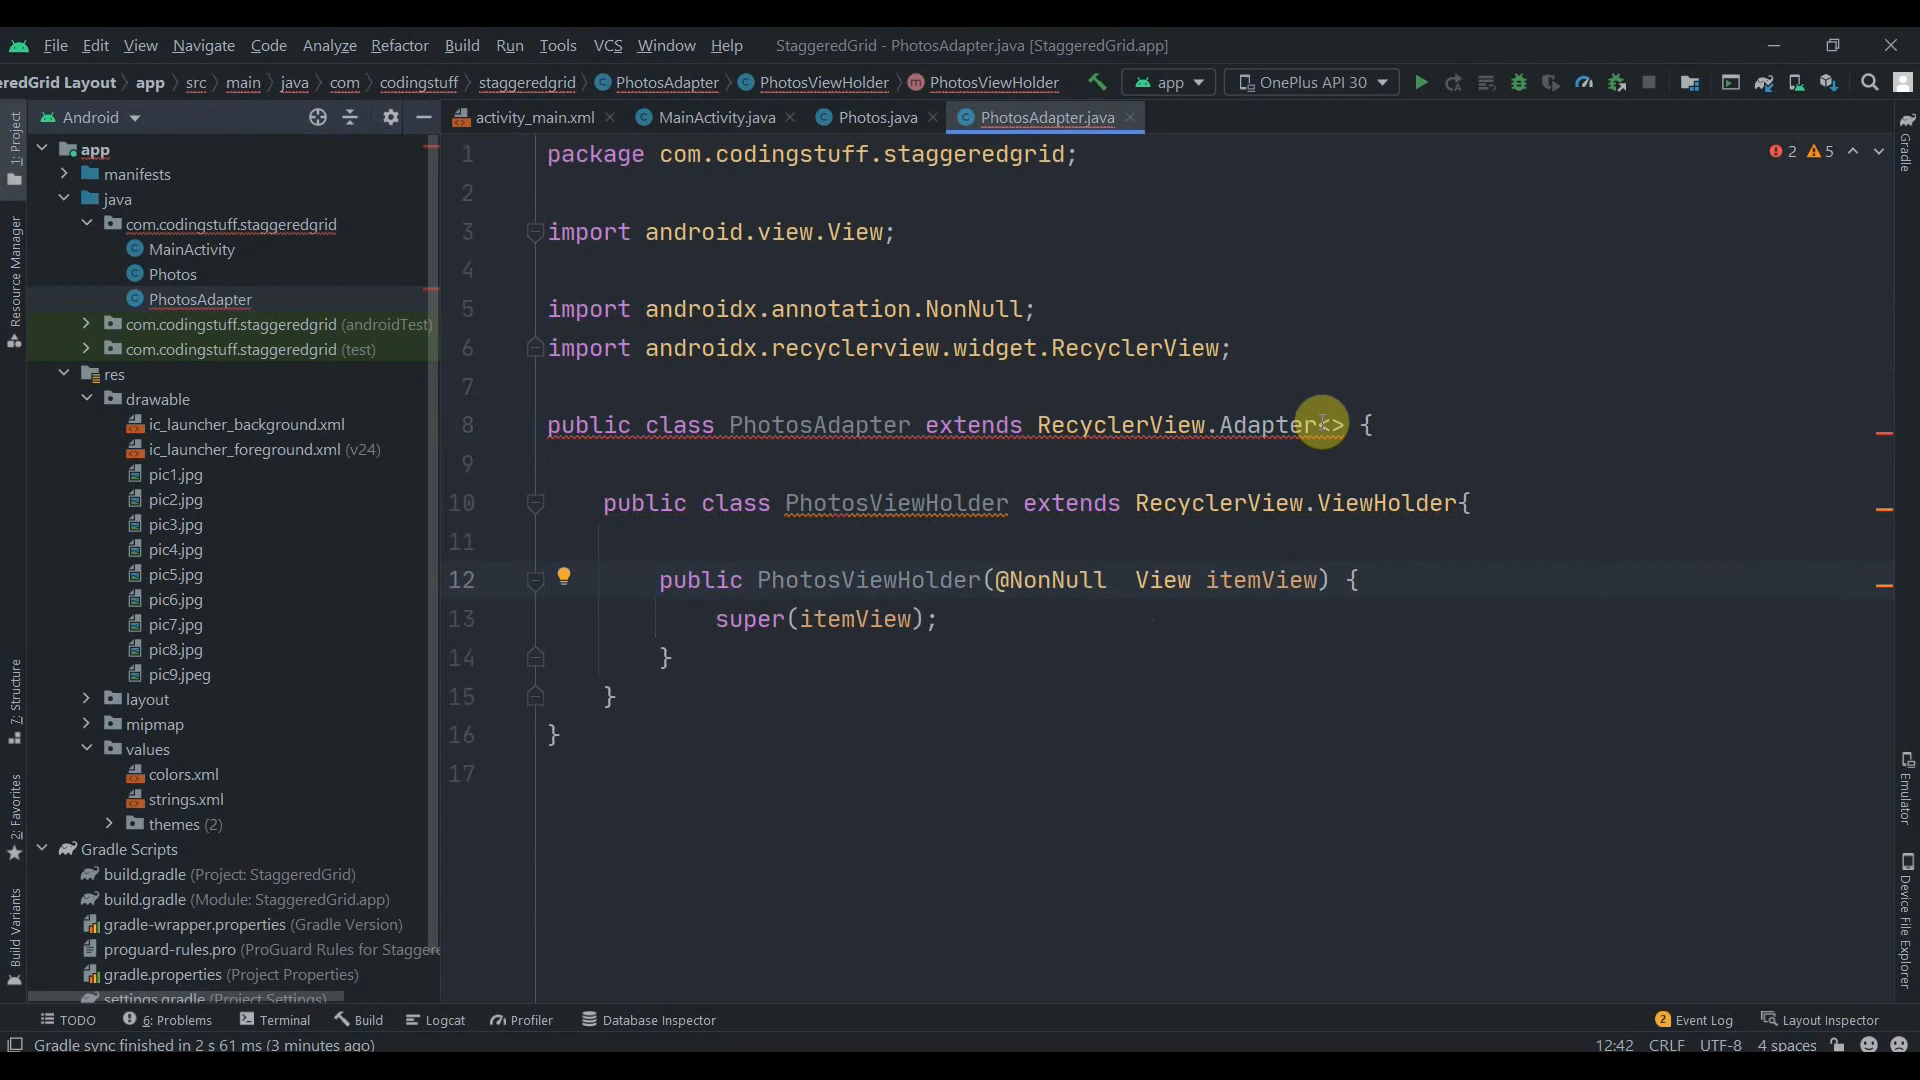 File Edit View Navigate Code Analyze Refactor Build Run Tools VCS Window Help StaggeredGrid - PhotosAdapter.java [StaggeredGrid.app]
eredGrid Layout app src main java com codingstuff staggeredgrid PhotosAdapter PhotosViewHolder PhotosViewHolder app OnePlus API 30
Android
activity_main.xml MainActivity.java Photos.java PhotosAdapter.java
1: Project
Resource Manager
7: Structure
2: Favorites
Build Variants
app
manifests
java
com.codingstuff.staggeredgrid
MainActivity
Photos
PhotosAdapter
com.codingstuff.staggeredgrid (androidTest)
com.codingstuff.staggeredgrid (test)
res
drawable
ic_launcher_background.xml
ic_launcher_foreground.xml (v24)
pic1.jpg
pic2.jpg
pic3.jpg
pic4.jpg
pic5.jpg
pic6.jpg
pic7.jpg
pic8.jpg
pic9.jpeg
layout
mipmap
values
colors.xml
strings.xml
themes (2)
Gradle Scripts
build.gradle (Project: StaggeredGrid)
build.gradle (Module: StaggeredGrid.app)
gradle-wrapper.properties (Gradle Version)
proguard-rules.pro (ProGuard Rules for Staggere
gradle.properties (Project Properties)
settings.gradle (Project Settings)
2 5
1 package com.codingstuff.staggeredgrid;
2
3 import android.view.View;
4
5 import androidx.annotation.NonNull;
6 import androidx.recyclerview.widget.RecyclerView;
7
8 public class PhotosAdapter extends RecyclerView.Adapter<> {
9
10 public class PhotosViewHolder extends RecyclerView.ViewHolder{
11
12 public PhotosViewHolder(@NonNull View itemView) {
13 super(itemView);
14 }
15 }
16 }
17
Gradle
Emulator
Device File Explorer
TODO 6: Problems Terminal Build Logcat Profiler Database Inspector 2 Event Log Layout Inspector
Gradle sync finished in 2 s 61 ms (3 minutes ago) 12:42 CRLF UTF-8 4 spaces